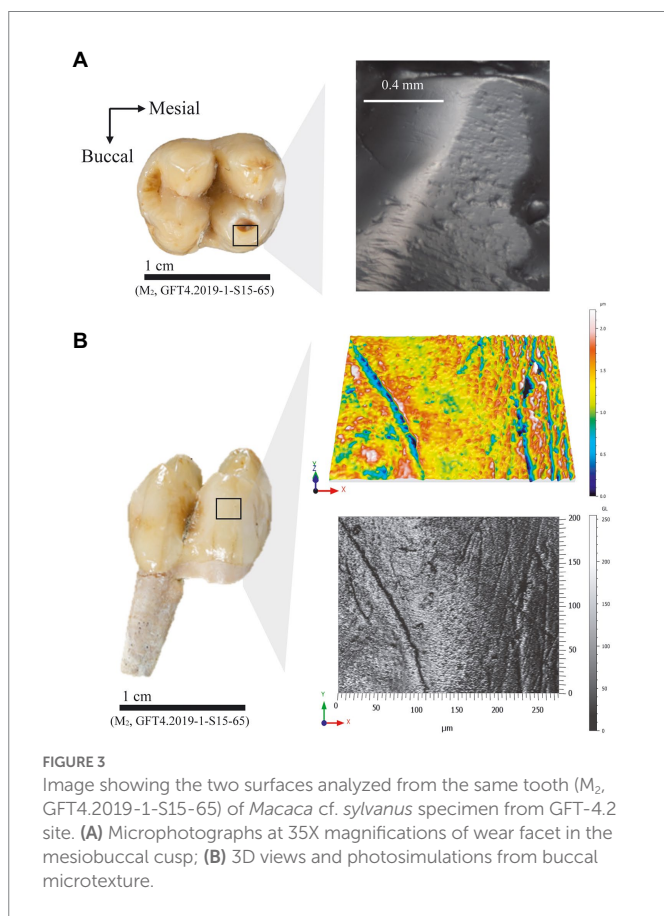 A
Mesial
Buccal
0.4 mm
1 cm
(M₂, GFT4.2019-1-S15-65)
B
µm
2.0
1.5
1.0
0.5
0.0
Y
Z
X
GL
200
150
100
50
0
250
200
150
100
50
0
Y
X
0 50 100 150 200 250
µm
1 cm
(M₂, GFT4.2019-1-S15-65)
FIGURE 3
Image showing the two surfaces analyzed from the same tooth (M₂,
GFT4.2019-1-S15-65) of Macaca cf. sylvanus specimen from GFT-4.2
site. (A) Microphotographs at 35X magnifications of wear facet in the
mesiobuccal cusp; (B) 3D views and photosimulations from buccal
microtexture.